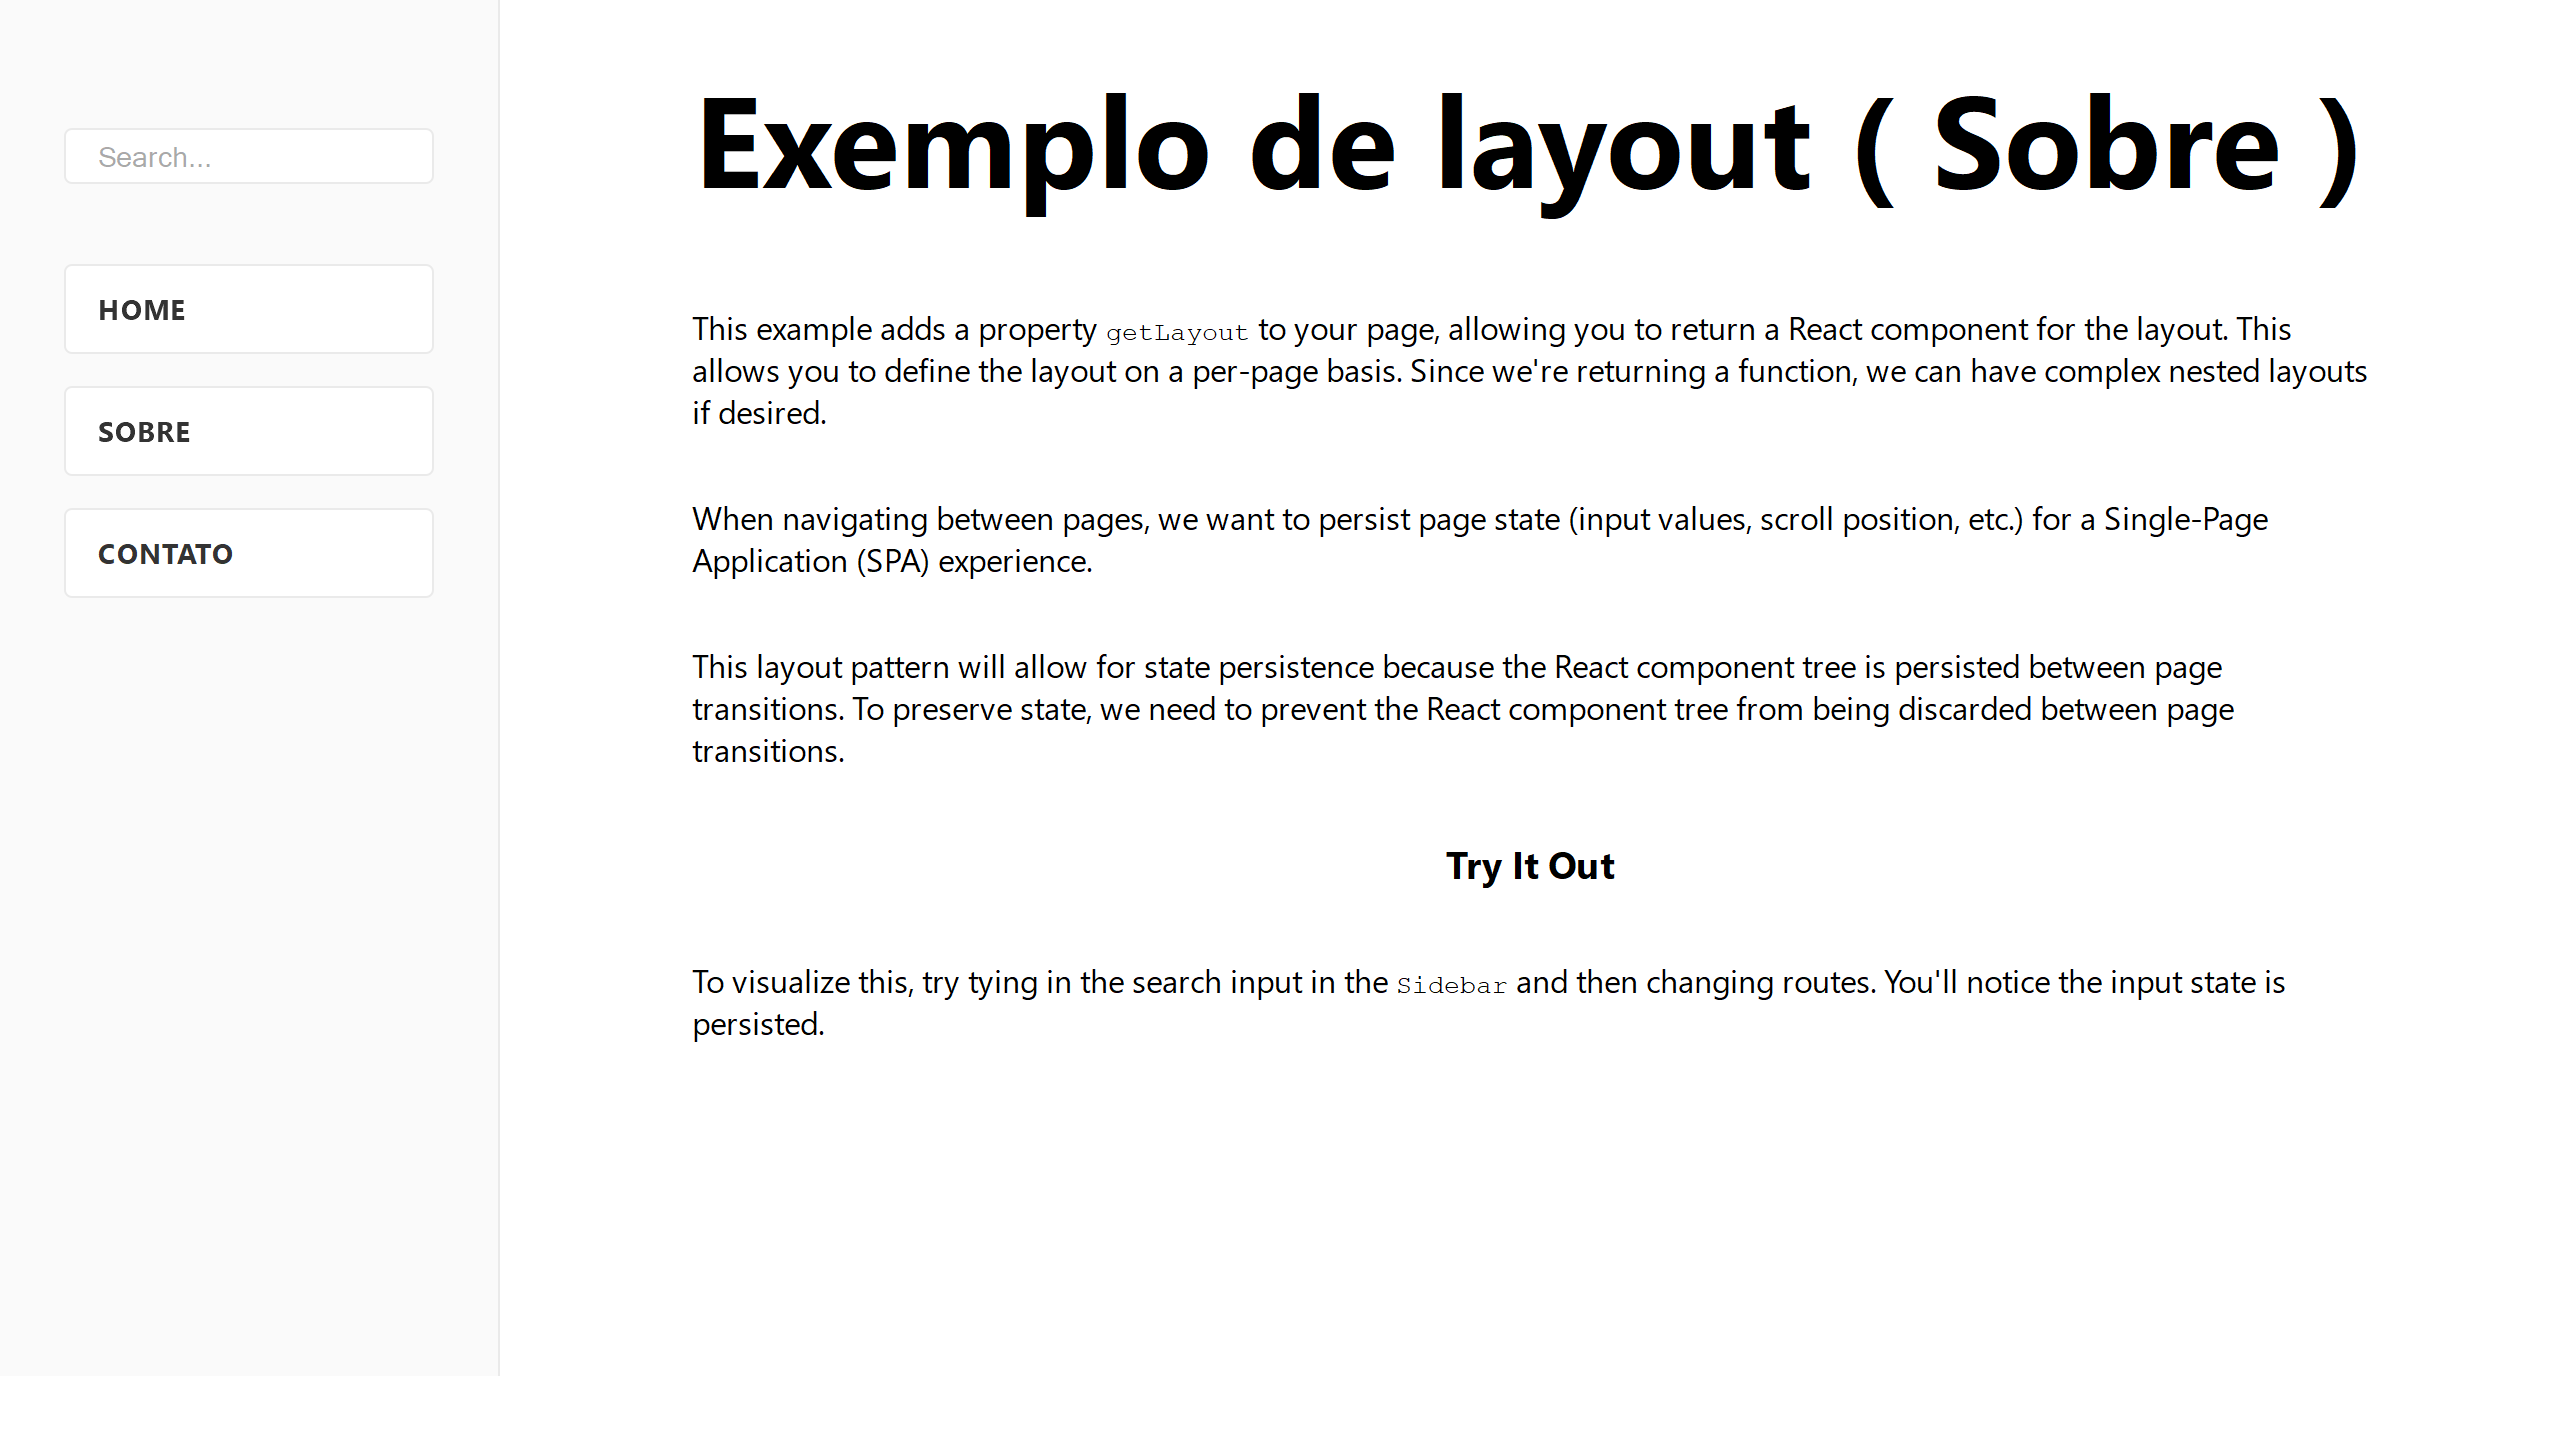 Search...
HOME
SOBRE
CONTATO
Exemplo de layout ( Sobre )
This example adds a property getLayout to your page, allowing you to return a React component for the layout. This
allows you to define the layout on a per-page basis. Since we're returning a function, we can have complex nested layouts
if desired.
When navigating between pages, we want to persist page state (input values, scroll position, etc.) for a Single-Page
Application (SPA) experience.
This layout pattern will allow for state persistence because the React component tree is persisted between page
transitions. To preserve state, we need to prevent the React component tree from being discarded between page
transitions.
Try It Out
To visualize this, try tying in the search input in the Sidebar and then changing routes. You'll notice the input state is
persisted.